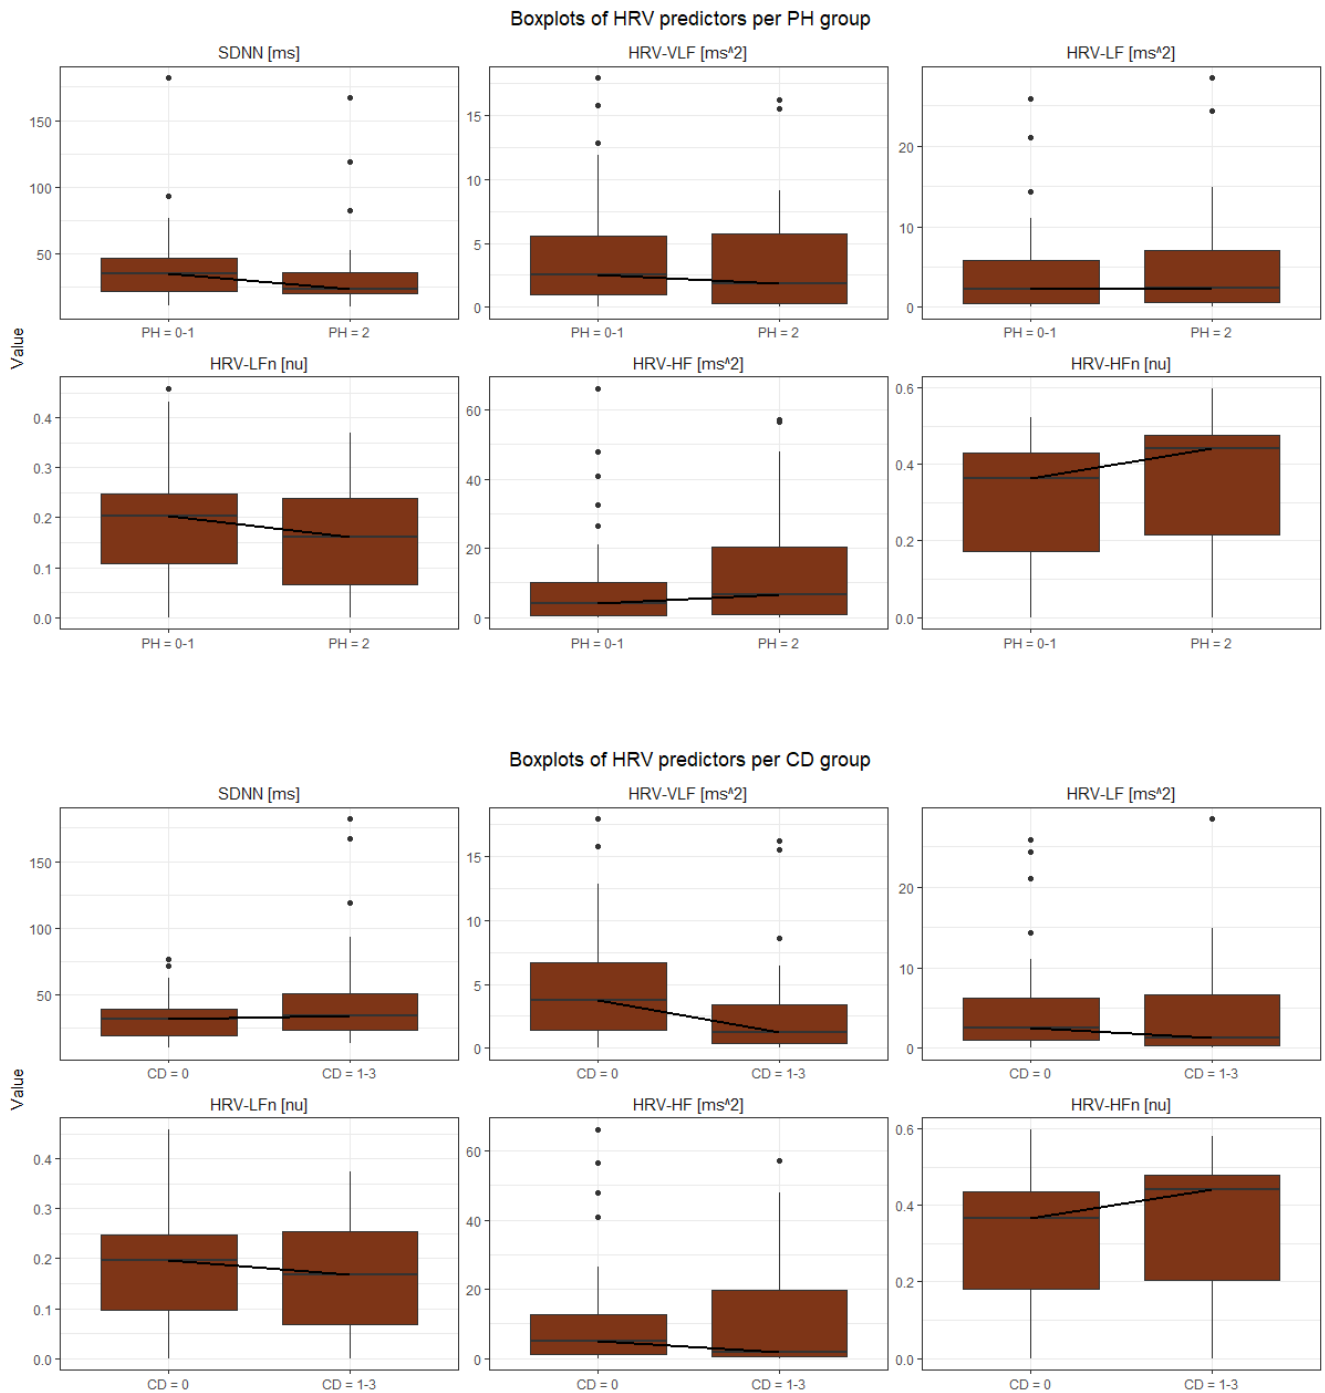 Boxplots of HRV predictors per PH group
SDNN [ms]
HRV-VLF [ms^2]
HRV-LF [ms^2]
150
100
50
15
10
5
0
20
10
0
PH = 0-1
PH = 2
PH = 0-1
PH = 2
PH = 0-1
PH = 2
Value
HRV-LFn [nu]
HRV-HF [ms^2]
HRV-HFn [nu]
0.4
0.3
0.2
0.1
0.0
60
40
20
0
0.6
0.4
0.2
0.0
PH = 0-1
PH = 2
PH = 0-1
PH = 2
PH = 0-1
PH = 2
Boxplots of HRV predictors per CD group
SDNN [ms]
HRV-VLF [ms^2]
HRV-LF [ms^2]
150
100
50
15
10
5
0
20
10
0
CD = 0
CD = 1-3
CD = 0
CD = 1-3
CD = 0
CD = 1-3
Value
HRV-LFn [nu]
HRV-HF [ms^2]
HRV-HFn [nu]
0.4
0.3
0.2
0.1
0.0
60
40
20
0
0.6
0.4
0.2
0.0
CD = 0
CD = 1-3
CD = 0
CD = 1-3
CD = 0
CD = 1-3